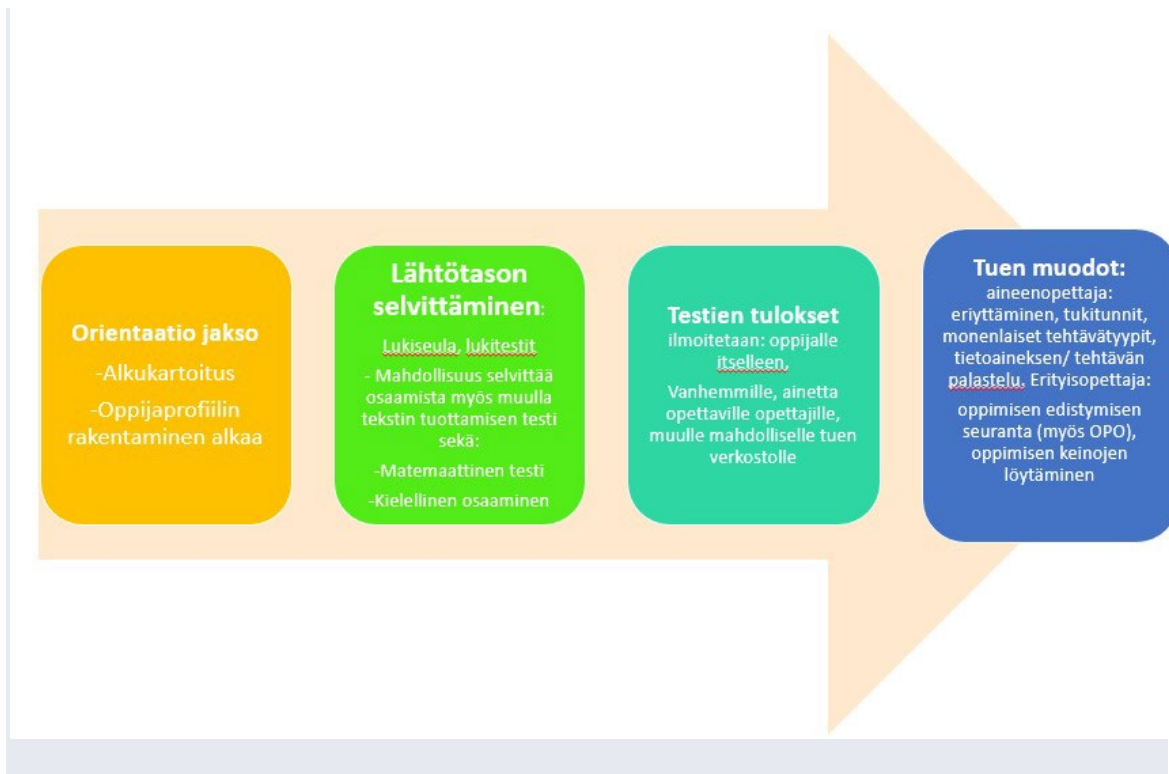 Orientaatio jakso
-Alkukartoitus
-Oppijaprofiilin
rakentaminen alkaa
Lähtötason
selvittäminen:
Lukiseula, lukitestit
- Mahdollisuus selvittää
osaamista myös muulla
tekstin tuottamisen testi
sekä:
-Matemaattinen testi
-Kielellinen osaaminen
Testien tulokset
ilmoitetaan: oppijalle
itselleen,
Vanhemmille, ainetta
opettaville opettajille,
muulle mahdolliselle tuen
verkostolle
Tuen muodot:
aineenopettaja:
eriyttäminen, tukitunnit,
monenlaiset tehtävätyypit,
tietoaineksen/ tehtävän
palastelu. Erityisopettaja:
oppimisen edistymisen
seuranta (myös OPO),
oppimisen keinojen
löytäminen